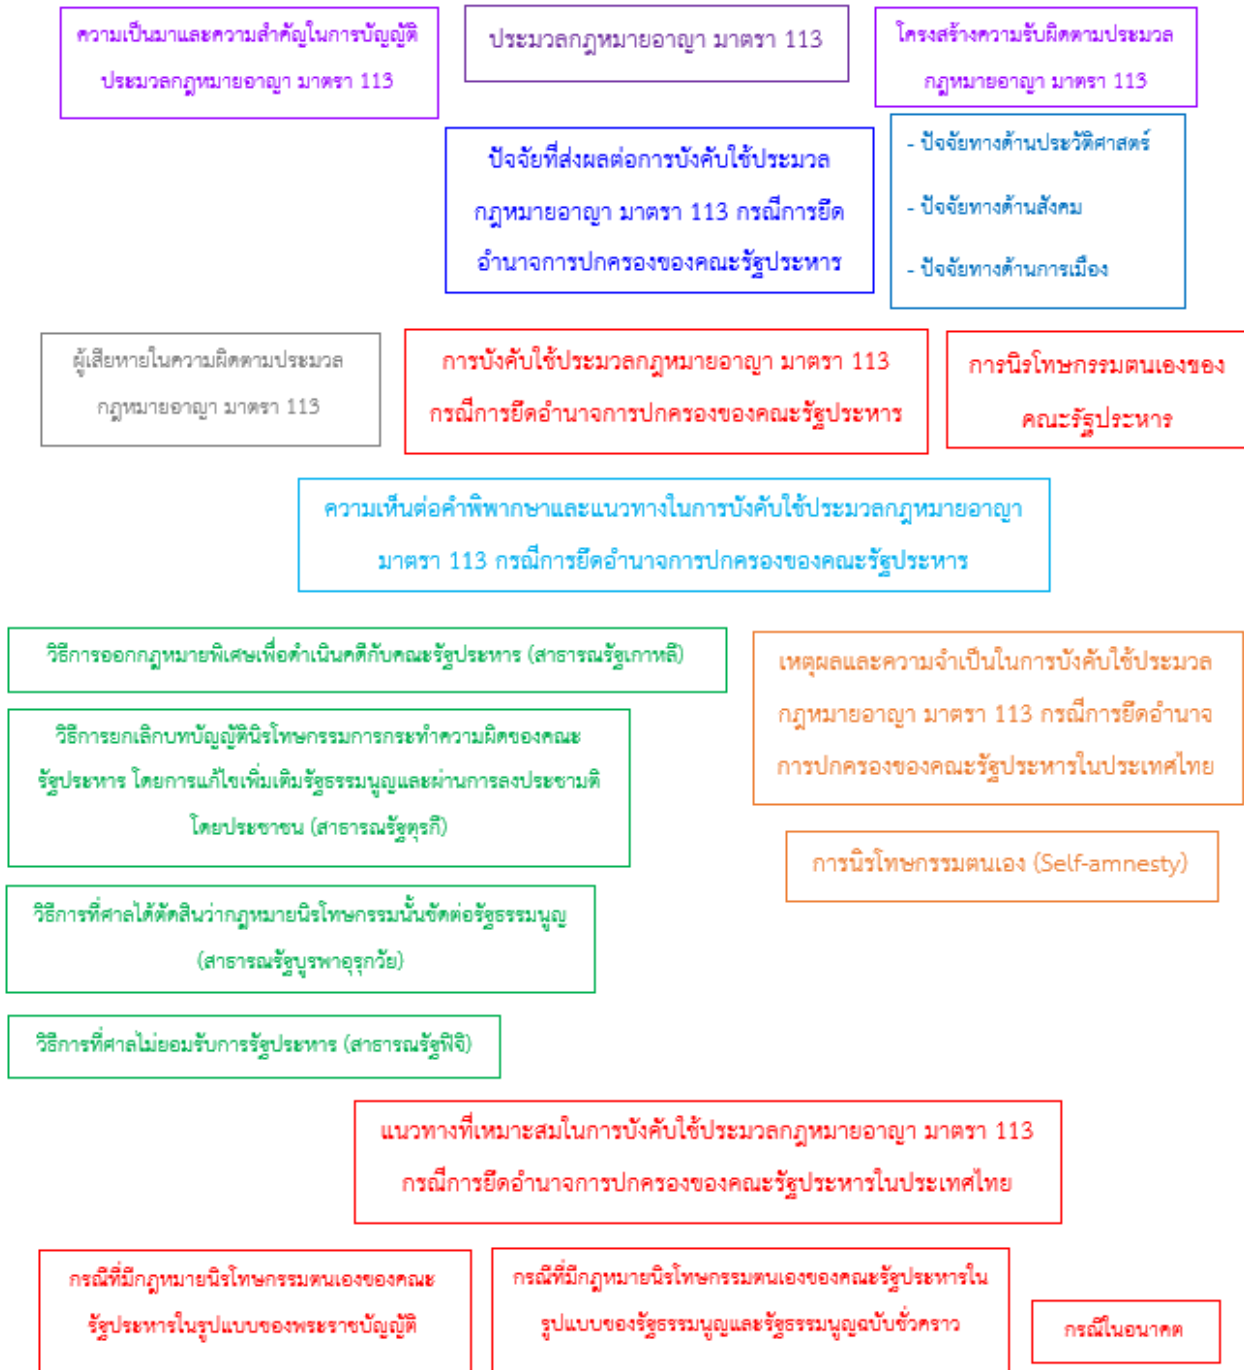 ความเป็นมาและความสำคัญในการบัญญัติ
ประมวลกฎหมายอาญา มาตรา 113
ประมวลกฎหมายอาญา มาตรา 113
โครงสร้างความรับผิดตามประมวล
กฎหมายอาญา มาตรา 113
ปัจจัยที่ส่งผลต่อการบังคับใช้ประมวล
กฎหมายอาญา มาตรา 113 กรณีการยึด
อำนาจการปกครองของคณะรัฐประหาร
- ปัจจัยทางด้านประวัติศาสตร์
- ปัจจัยทางด้านสังคม
- ปัจจัยทางด้านการเมือง
ผู้เสียหายในความผิดตามประมวล
กฎหมายอาญา มาตรา 113
การบังคับใช้ประมวลกฎหมายอาญา มาตรา 113
กรณีการยึดอำนาจการปกครองของคณะรัฐประหาร
การนิรโทษกรรมตนเองของ
คณะรัฐประหาร
ความเห็นต่อคำพิพากษาและแนวทางในการบังคับใช้ประมวลกฎหมายอาญา
มาตรา 113 กรณีการยึดอำนาจการปกครองของคณะรัฐประหาร
วิธีการออกกฎหมายพิเศษเพื่อดำเนินคดีกับคณะรัฐประหาร (สาธารณรัฐเกาหลี)
วิธีการยกเลิกบทบัญญัตินิรโทษกรรมการกระทำความผิดของคณะ
รัฐประหาร โดยการแก้ไขเพิ่มเติมรัฐธรรมนูญและผ่านการลงประชามติ
โดยประชาชน (สาธารณรัฐตุรกี)
วิธีการที่ศาลได้ตัดสินว่ากฎหมายนิรโทษกรรมนั้นขัดต่อรัฐธรรมนูญ
(สาธารณรัฐบูรพาอุรุกวัย)
วิธีการที่ศาลไม่ยอมรับการรัฐประหาร (สาธารณรัฐฟิจิ)
เหตุผลและความจำเป็นในการบังคับใช้ประมวล
กฎหมายอาญา มาตรา 113 กรณีการยึดอำนาจ
การปกครองของคณะรัฐประหารในประเทศไทย
การนิรโทษกรรมตนเอง (Self-amnesty)
แนวทางที่เหมาะสมในการบังคับใช้ประมวลกฎหมายอาญา มาตรา 113
กรณีการยึดอำนาจการปกครองของคณะรัฐประหารในประเทศไทย
กรณีที่มีกฎหมายนิรโทษกรรมตนเองของคณะ
รัฐประหารในรูปแบบของพระราชบัญญัติ
กรณีที่มีกฎหมายนิรโทษกรรมตนเองของคณะรัฐประหารใน
รูปแบบของรัฐธรรมนูญและรัฐธรรมนูญฉบับชั่วคราว
กรณีในอนาคต